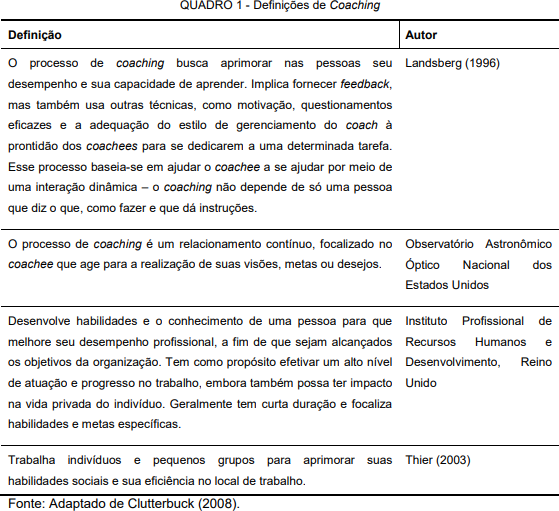 QUADRO 1 - Definições de Coaching
Definição
Autor
O processo de coaching busca aprimorar nas pessoas seu
desempenho e sua capacidade de aprender. Implica fornecer feedback,
mas também usa outras técnicas, como motivação, questionamentos
eficazes e a adequação do estilo de gerenciamento do coach à
prontidão dos coachees para se dedicarem a uma determinada tarefa.
Esse processo baseia-se em ajudar o coachee a se ajudar por meio de
uma interação dinâmica – o coaching não depende de só uma pessoa
que diz o que, como fazer e que dá instruções.
Landsberg (1996)
O processo de coaching é um relacionamento contínuo, focalizado no
coachee que age para a realização de suas visões, metas ou desejos.
Observatório Astronômico
Óptico Nacional dos
Estados Unidos
Desenvolve habilidades e o conhecimento de uma pessoa para que
melhore seu desempenho profissional, a fim de que sejam alcançados
os objetivos da organização. Tem como propósito efetivar um alto nível
de atuação e progresso no trabalho, embora também possa ter impacto
na vida privada do indivíduo. Geralmente tem curta duração e focaliza
habilidades e metas específicas.
Instituto Profissional de
Recursos Humanos e
Desenvolvimento, Reino
Unido
Trabalha indivíduos e pequenos grupos para aprimorar suas
habilidades sociais e sua eficiência no local de trabalho.
Thier (2003)
Fonte: Adaptado de Clutterbuck (2008).